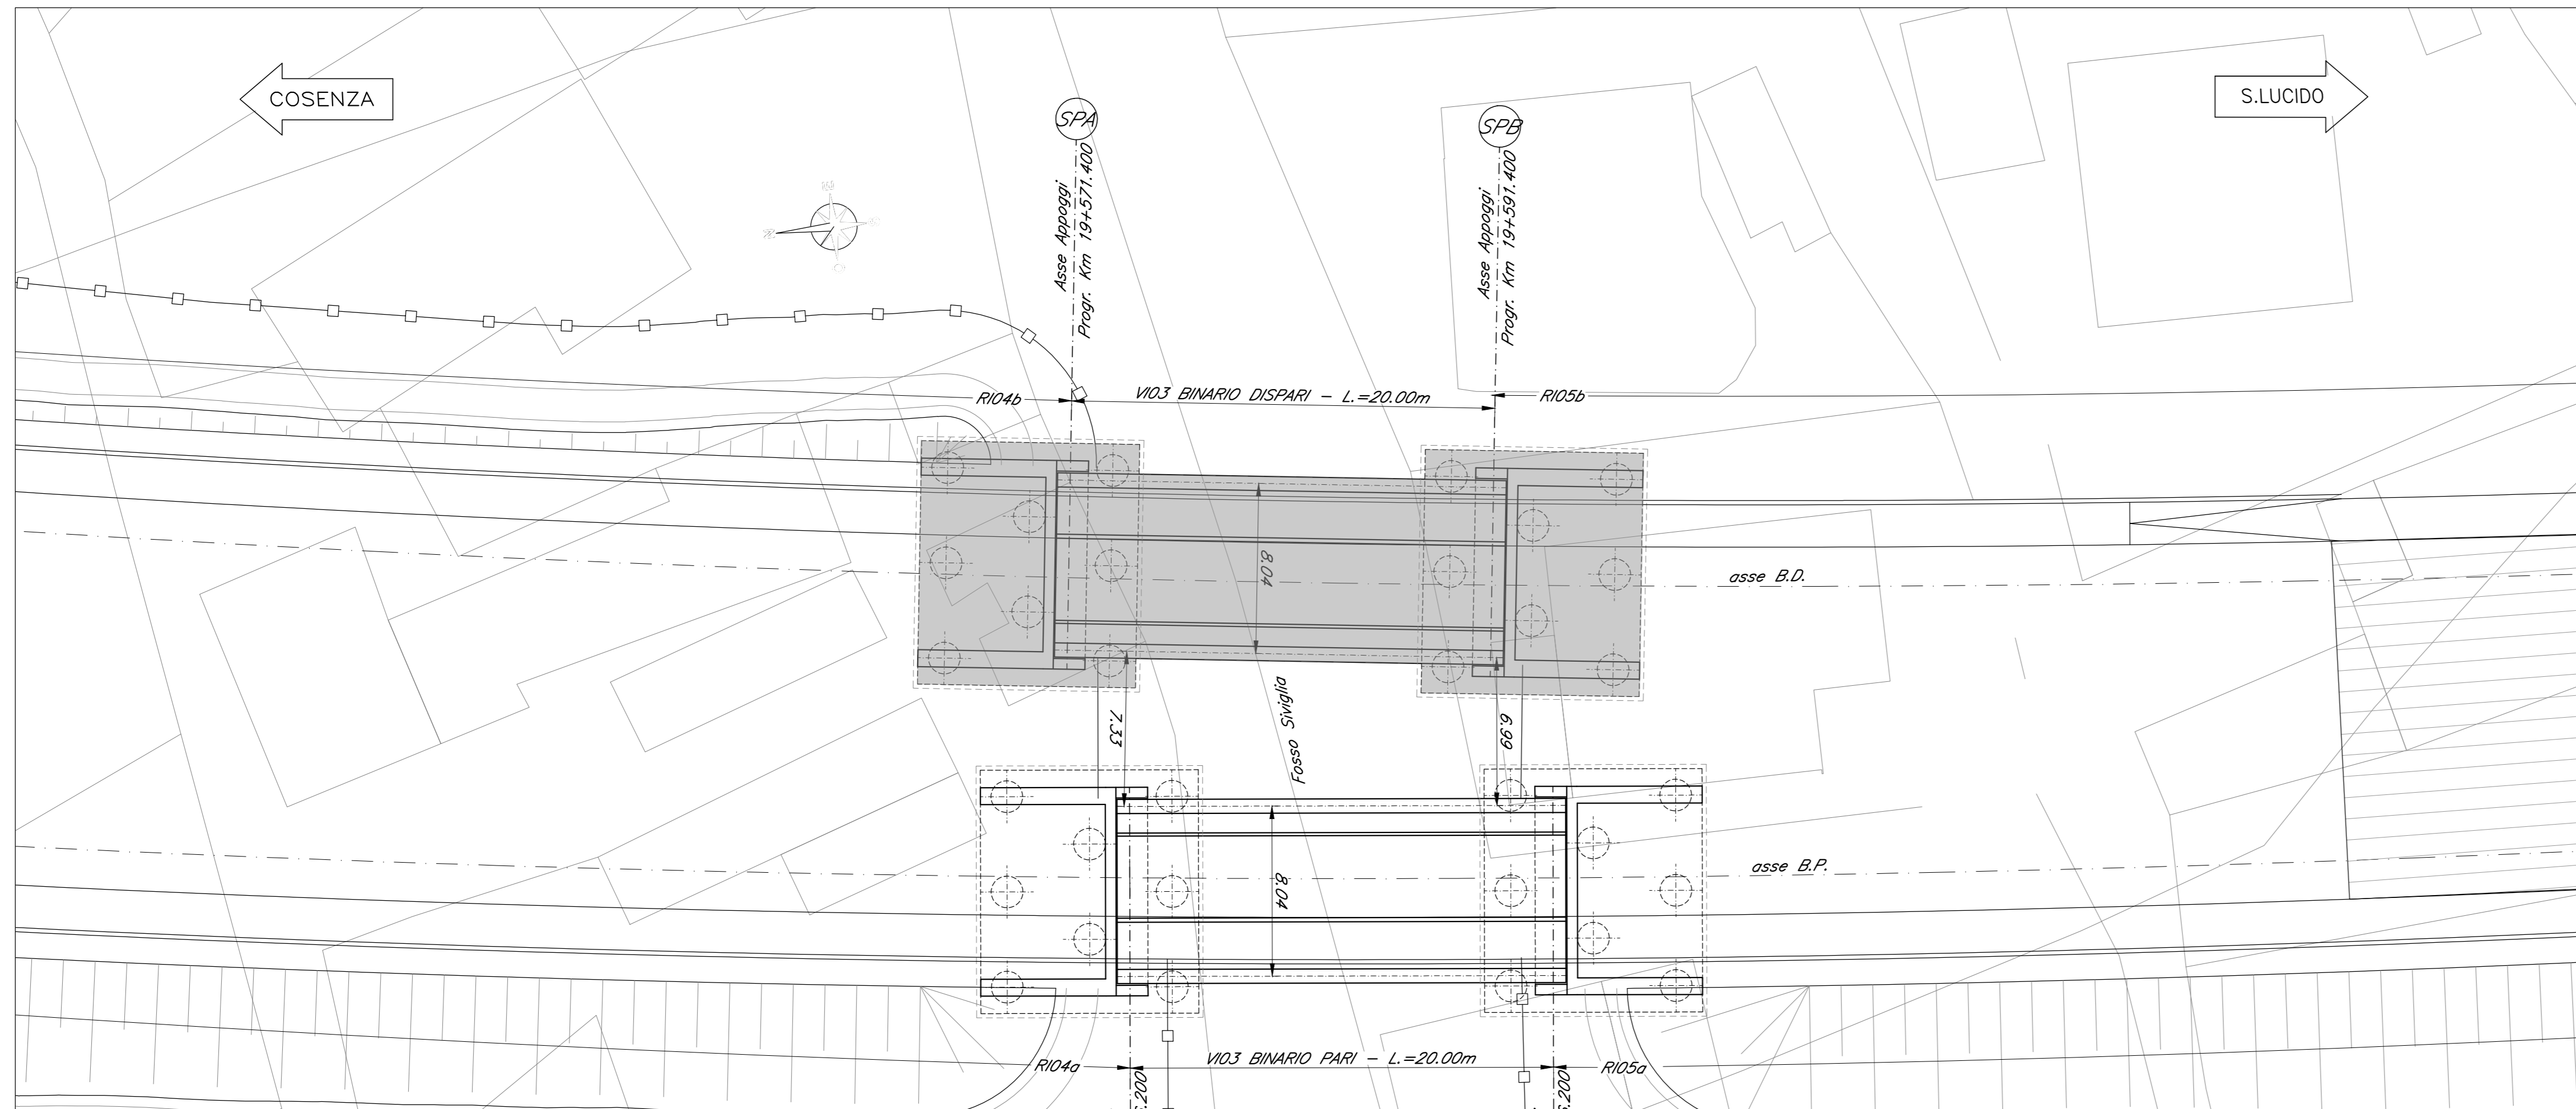 COSENZA
S.LUCIDO
SPA
SPB
Asse Appoggi
Progr. Km 19+571.400
Asse Appoggi
Progr. Km 19+591.400
N
RI04b
VI03 BINARIO DISPARI – L.=20.00m
RI05b
8.04
asse B.D.
7.33
Fosso Siviglia
6.99
8.04
asse B.P.
RI04a
VI03 BINARIO PARI – L.=20.00m
RI05a
.200
.200